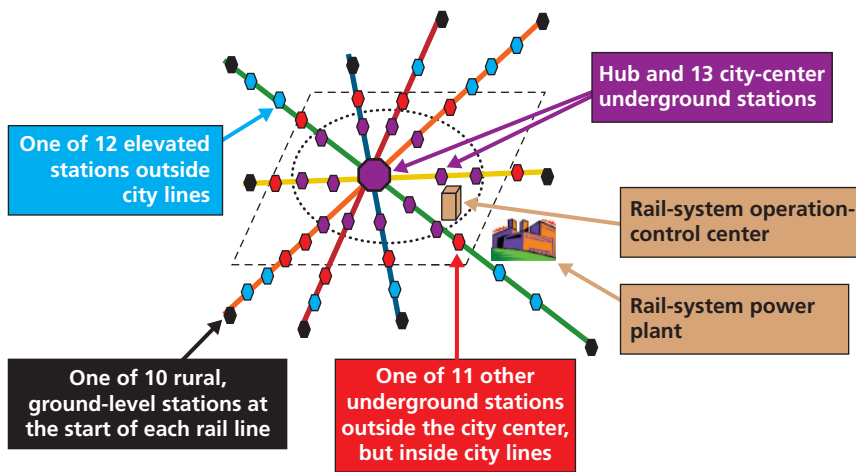 Hub and 13 city-center
underground stations
One of 12 elevated
stations outside
city lines
Rail-system operation-
control center
Rail-system power
plant
One of 10 rural,
ground-level stations at
the start of each rail line
One of 11 other
underground stations
outside the city center,
but inside city lines